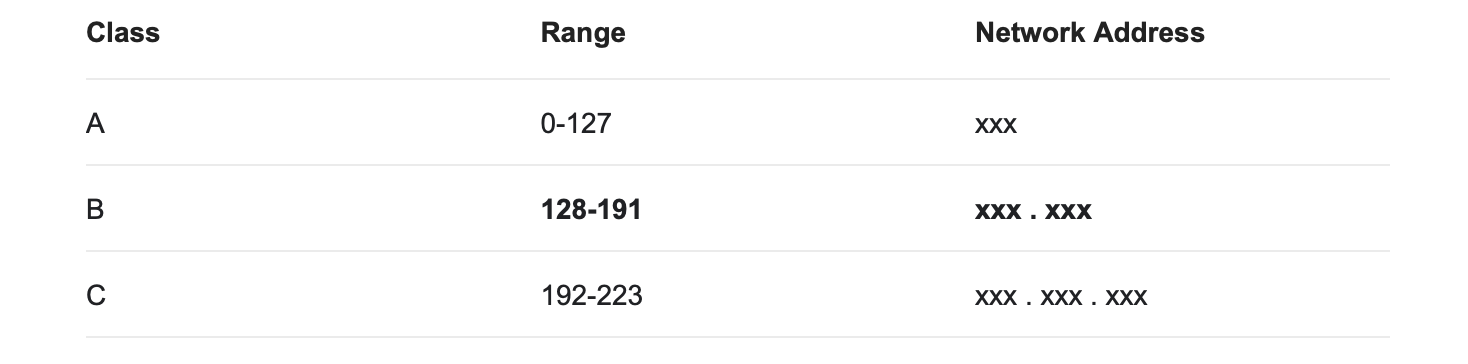 Class Range Network Address
A 0-127 xxx
B 128-191 xxx . xxx
C 192-223 xxx . xxx . xxx